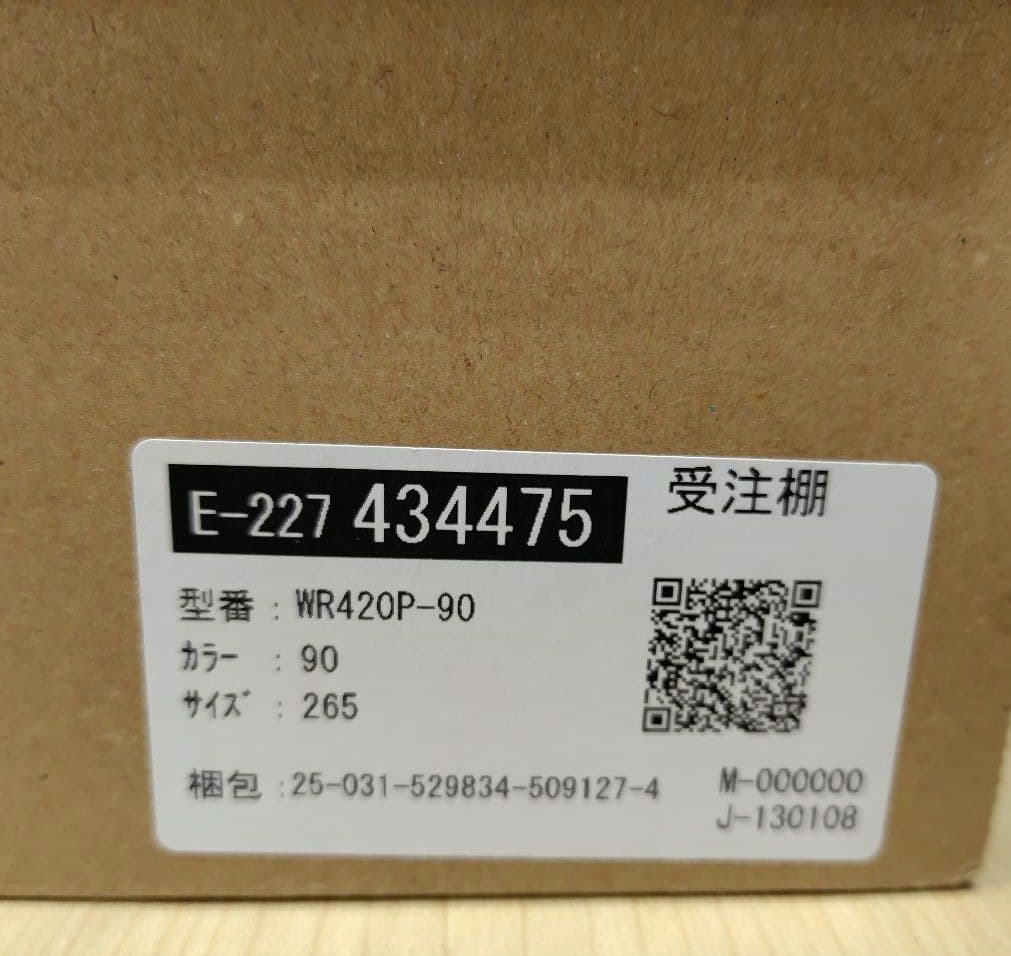 E-227 434475
受注棚
型番 : WR420P-90
ｶﾗｰ : 90
ｻｲｽﾞ : 265
梱包 :25-031-529834-509127-4
M-000000
J-130108